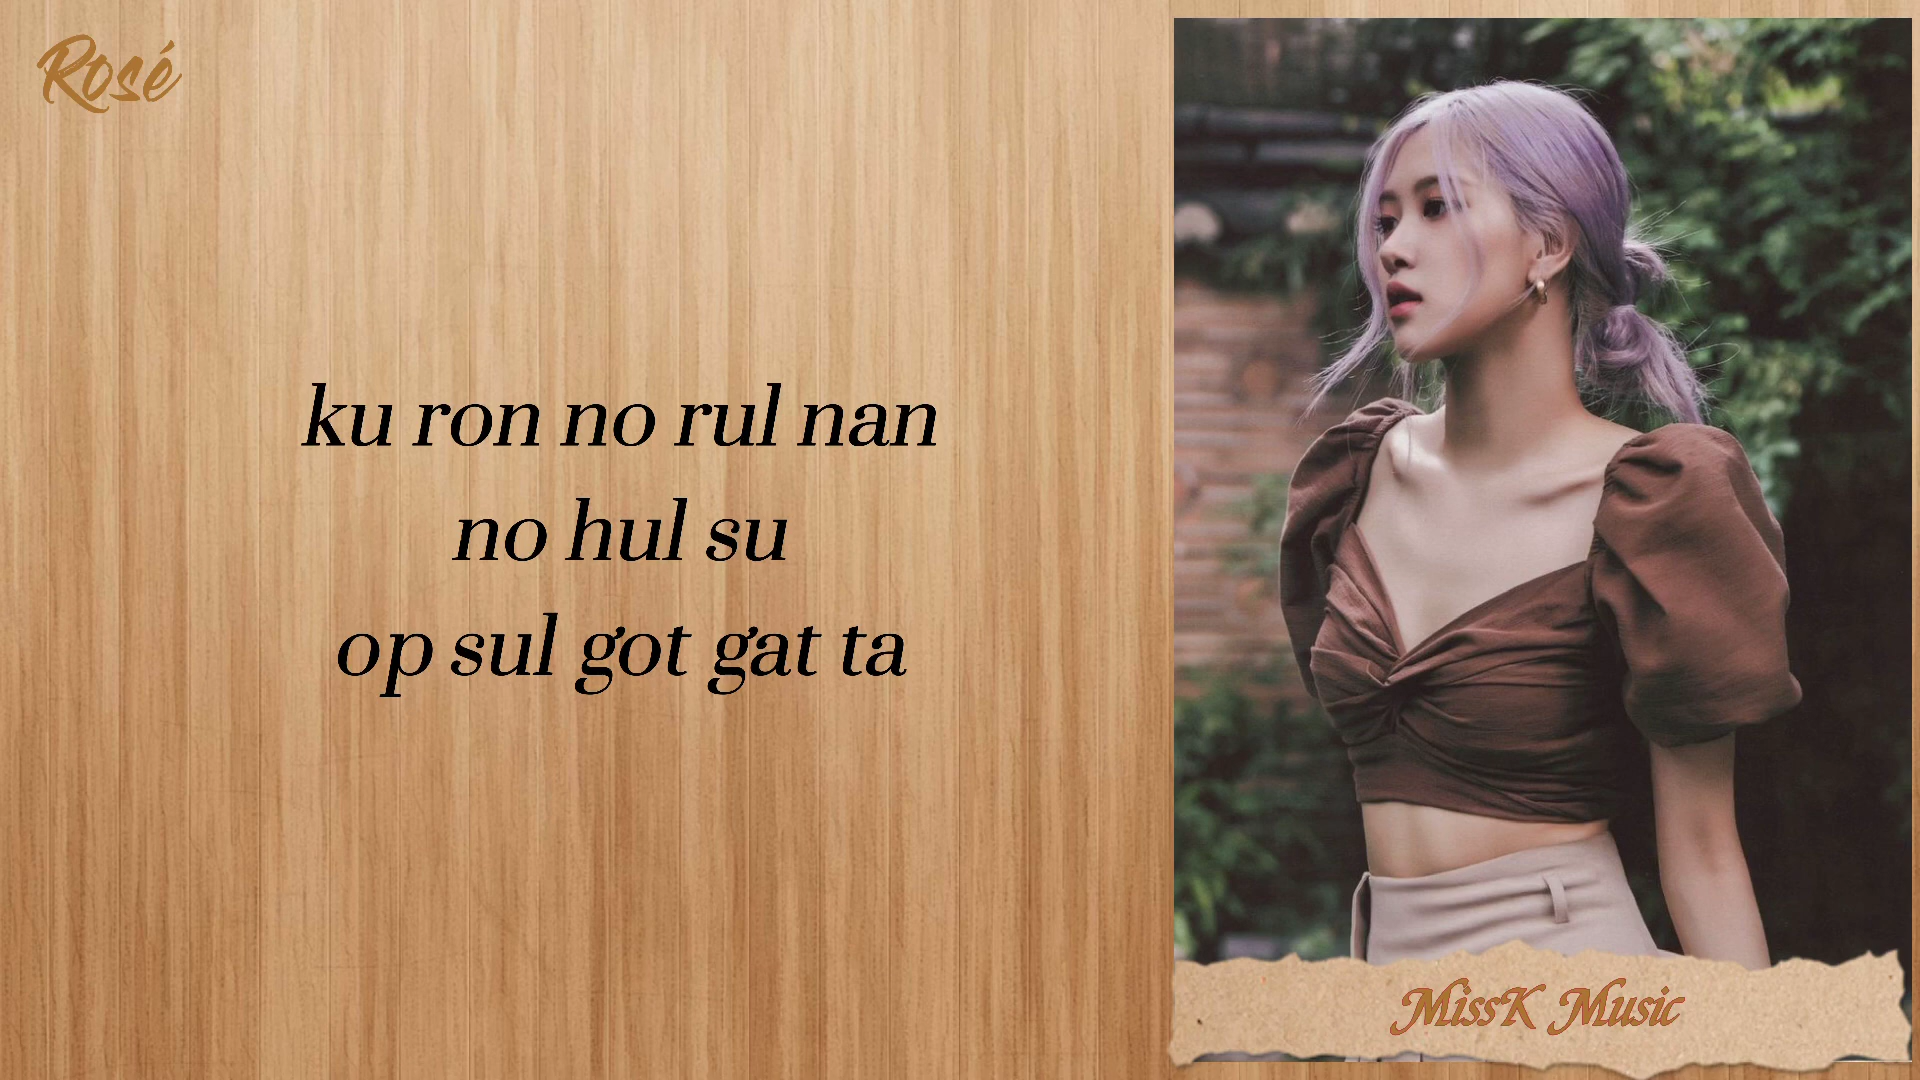 Rosé
ku ron no rul nan
no hul su
op sul got gat ta
MissK Music